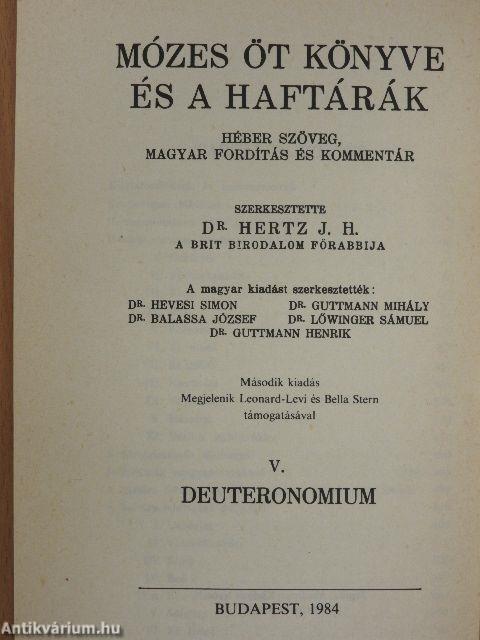 MÓZES ÖT KÖNYVE
ÉS A HAFTÁRÁK
HÉBER SZÖVEG,
MAGYAR FORDÍTÁS ÉS KOMMENTÁR
SZERKESZTETTE
DR. HERTZ J. H.
A BRIT BIRODALOM FŐRABBIJA
A magyar kiadást szerkesztették:
DR. HEVESI SIMON DR. GUTTMANN MIHÁLY
DR. BALASSA JÓZSEF DR. LŐWINGER SÁMUEL
DR. GUTTMANN HENRIK
Második kiadás
Megjelenik Leonard-Levi és Bella Stern
támogatásával
V.
DEUTERONOMIUM
BUDAPEST, 1984
Antikvárium.hu